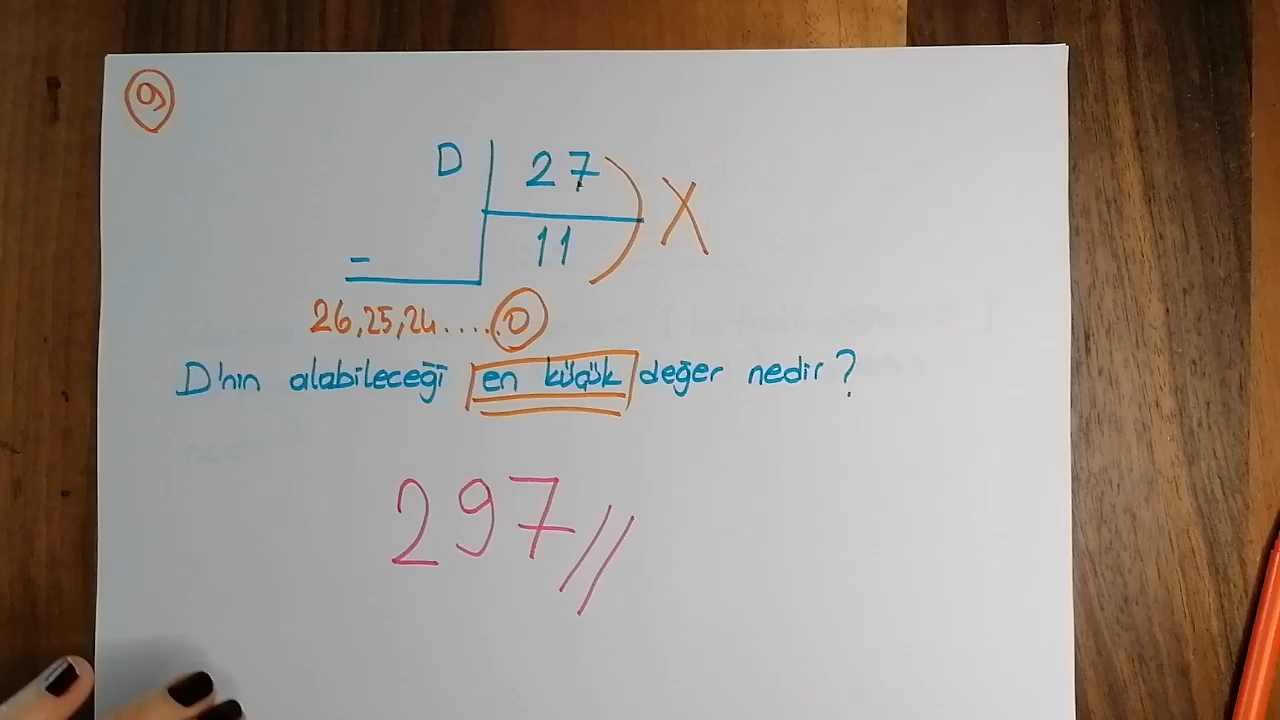 9
D 27 X
11
-
26,25,24.....0
D'nın alabileceği en küçük değer nedir?
297//